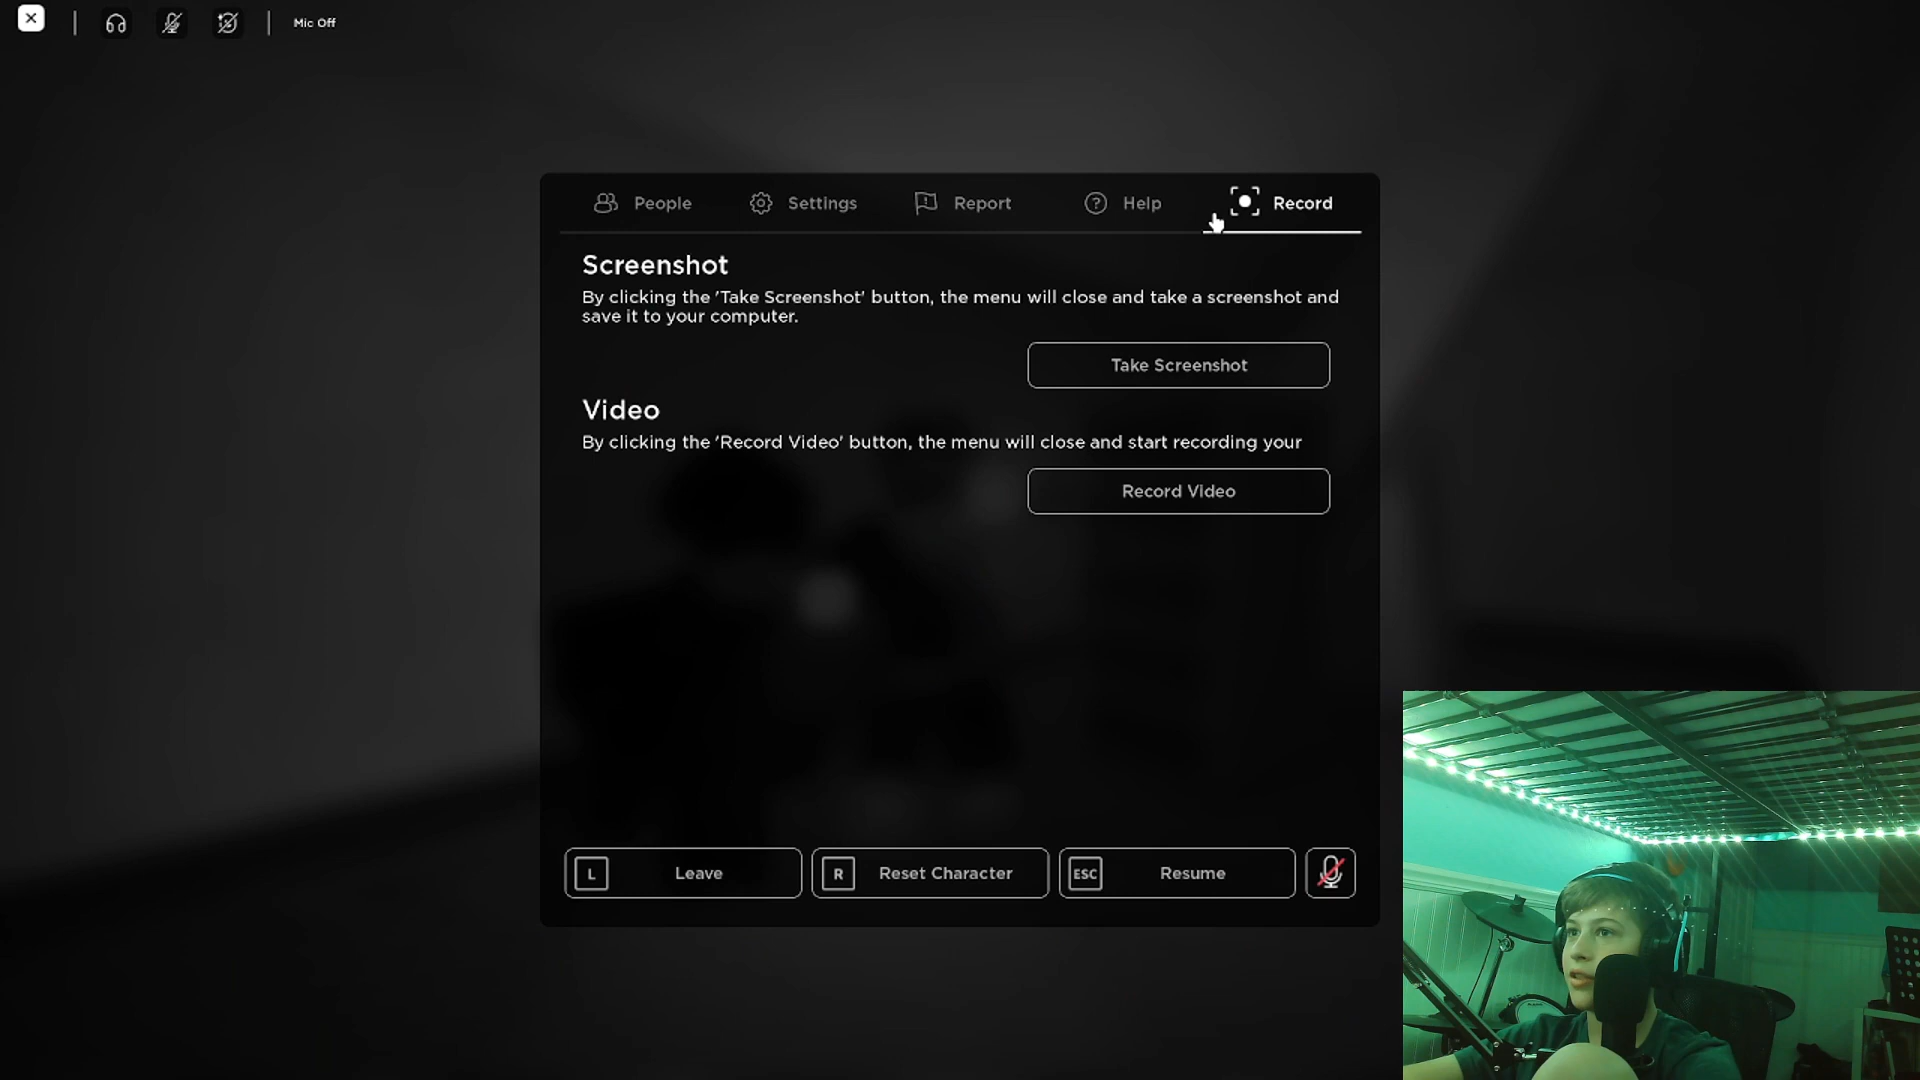 Mic Off
People Settings Report Help Record
Screenshot
By clicking the 'Take Screenshot' button, the menu will close and take a screenshot and
save it to your computer.
Take Screenshot
Video
By clicking the 'Record Video' button, the menu will close and start recording your
Record Video
L Leave R Reset Character ESC Resume